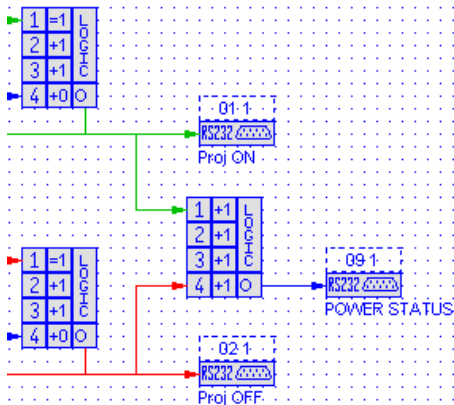 1 =1 LOGIC
2 +1
3 +1
4 +0 O
01 1
RS232
Proj ON
1 +1 LOGIC
2 +1
3 +1
4 +1 O
1 =1 LOGIC
2 +1
3 +1
4 +0 O
09 1
RS232
POWER STATUS
02 1
RS232
Proj OFF